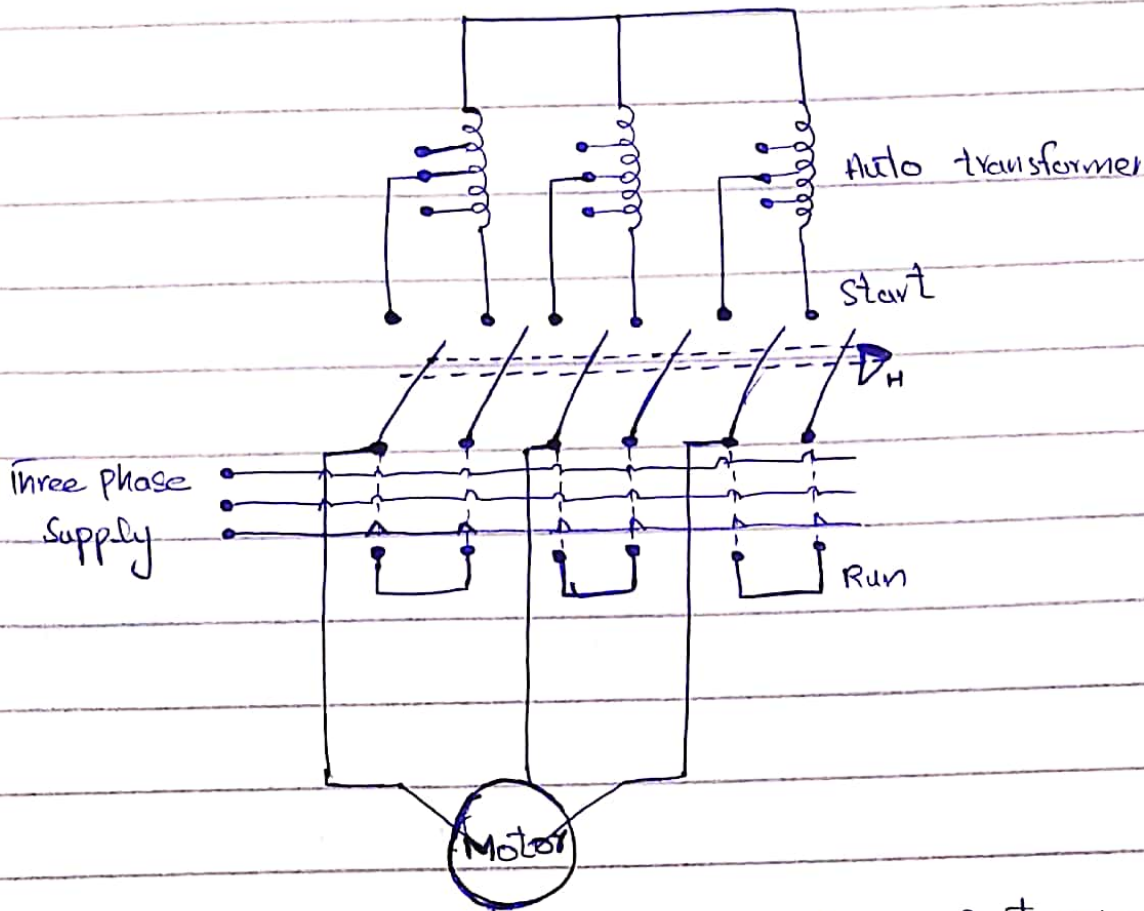 Auto transformer
Start
H
Three phase
Supply
Run
Motor